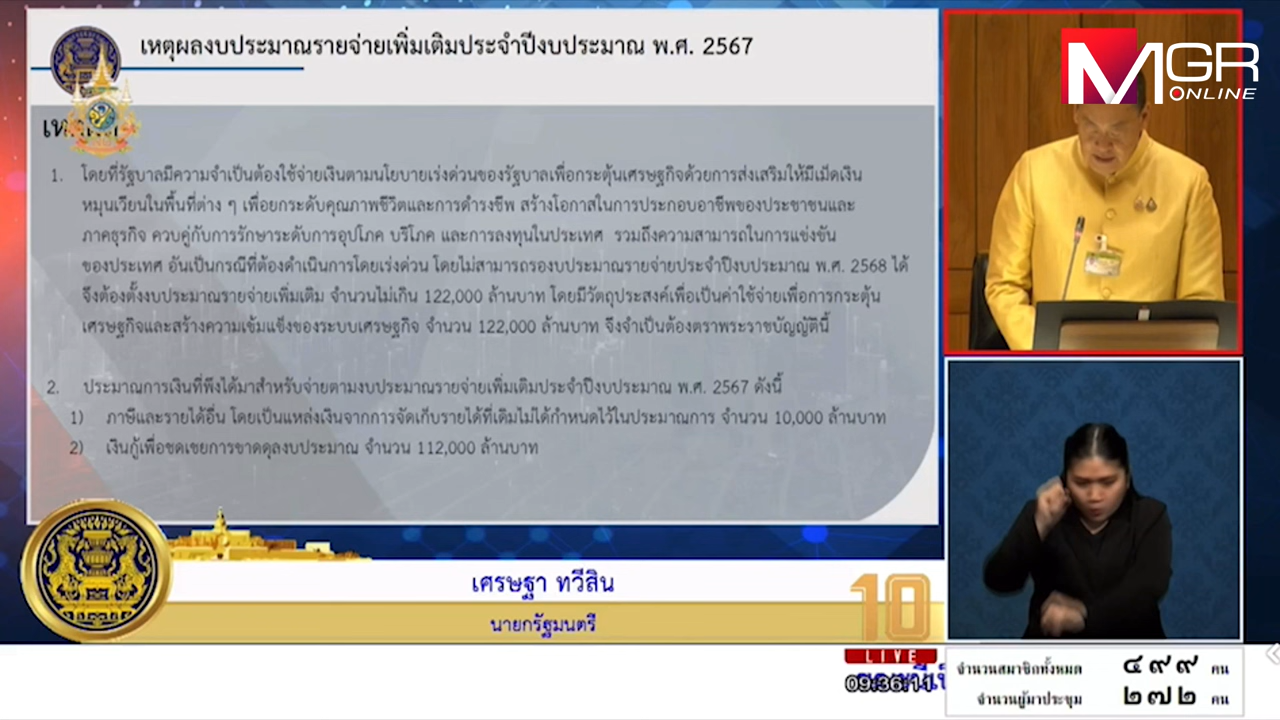 เหตุผลงบประมาณรายจ่ายเพิ่มเติมประจำปีงบประมาณ พ.ศ. 2567
MGR
ONLINE
1. โดยที่รัฐบาลมีความจำเป็นต้องใช้จ่ายเงินตามนโยบายเร่งด่วนของรัฐบาลเพื่อกระตุ้นเศรษฐกิจด้วยการส่งเสริมให้มีเม็ดเงิน
หมุนเวียนในพื้นที่ต่าง ๆ เพื่อยกระดับคุณภาพชีวิตและการดำรงชีพ สร้างโอกาสในการประกอบอาชีพของประชาชนและ
ภาคธุรกิจ ควบคู่กับการรักษาระดับการอุปโภค บริโภค และการลงทุนในประเทศ รวมถึงความสามารถในการแข่งขัน
ของประเทศ อันเป็นกรณีที่ต้องดำเนินการโดยเร่งด่วน โดยไม่สามารถรองบประมาณรายจ่ายประจำปีงบประมาณ พ.ศ. 2568 ได้
จึงต้องตั้งงบประมาณรายจ่ายเพิ่มเติม จำนวนไม่เกิน 122,000 ล้านบาท โดยมีวัตถุประสงค์เพื่อเป็นค่าใช้จ่ายเพื่อการกระตุ้น
เศรษฐกิจและสร้างความเข้มแข็งของระบบเศรษฐกิจ จำนวน 122,000 ล้านบาท จึงจำเป็นต้องตราพระราชบัญญัตินี้
2. ประมาณการเงินที่พึงได้มาสำหรับจ่ายตามงบประมาณรายจ่ายเพิ่มเติมประจำปีงบประมาณ พ.ศ. 2567 ดังนี้
1) ภาษีและรายได้อื่น โดยเป็นแหล่งเงินจากการจัดเก็บรายได้ที่เดิมไม่ได้กำหนดไว้ในประมาณการ จำนวน 10,000 ล้านบาท
2) เงินกู้เพื่อชดเชยการขาดดุลงบประมาณ จำนวน 112,000 ล้านบาท
เศรษฐา ทวีสิน
นายกรัฐมนตรี
10
LIVE
09:36:11
จำนวนสมาชิกทั้งหมด ๔๙๙ คน
จำนวนผู้มาประชุม ๒๗๒ คน